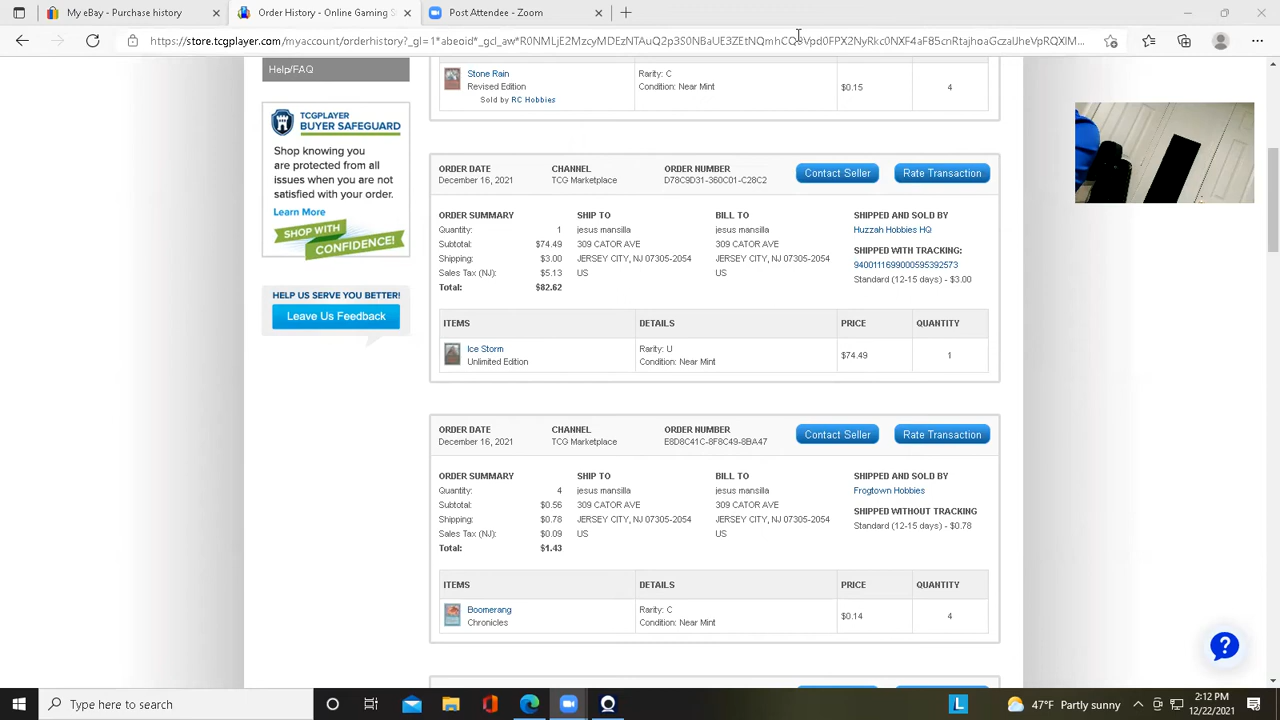 My eBay - Purchase history
Order History - Online Gaming S
Post Attendee - Zoom
Help/FAQ
Stone Rain
Revised Edition
Sold by RC Hobbies
Rarity: C
Condition: Near Mint
$0.15
4
TCGPLAYER
BUYER SAFEGUARD
Shop knowing you
are protected from all
issues when you are
not satisfied with your
order.
Learn More
SHOP WITH
CONFIDENCE!
HELP US SERVE YOU BETTER!
Leave Us Feedback
ORDER DATE CHANNEL ORDER NUMBER
December 16, 2021 TCG Marketplace D78C9D31-360C01-C28C2
Contact Seller Rate Transaction
ORDER SUMMARY SHIP TO BILL TO SHIPPED AND SOLD BY
Quantity: 1 jesus mansilla jesus mansilla Huzzah Hobbies HQ
Subtotal: $74.49 309 CATOR AVE 309 CATOR AVE SHIPPED WITH TRACKING:
Shipping: $3.00 JERSEY CITY, NJ 07305-2054 JERSEY CITY, NJ 07305-2054 9400111699000595392573
Sales Tax (NJ): $5.13 US US Standard (12-15 days) - $3.00
Total: $82.62
ITEMS DETAILS PRICE QUANTITY
Ice Storm Rarity: U
Unlimited Edition Condition: Near Mint $74.49 1
ORDER DATE CHANNEL ORDER NUMBER
December 16, 2021 TCG Marketplace E8D8C41C-8F8C49-8BA47
Contact Seller Rate Transaction
ORDER SUMMARY SHIP TO BILL TO SHIPPED AND SOLD BY
Quantity: 4 jesus mansilla jesus mansilla Frogtown Hobbies
Subtotal: $0.56 309 CATOR AVE 309 CATOR AVE SHIPPED WITHOUT TRACKING
Shipping: $0.78 JERSEY CITY, NJ 07305-2054 JERSEY CITY, NJ 07305-2054 Standard (12-15 days) - $0.78
Sales Tax (NJ): $0.09 US US
Total: $1.43
ITEMS DETAILS PRICE QUANTITY
Boomerang Rarity: C
Chronicles Condition: Near Mint $0.14 4
Type here to search
L
47°F Partly sunny
2:12 PM
12/22/2021